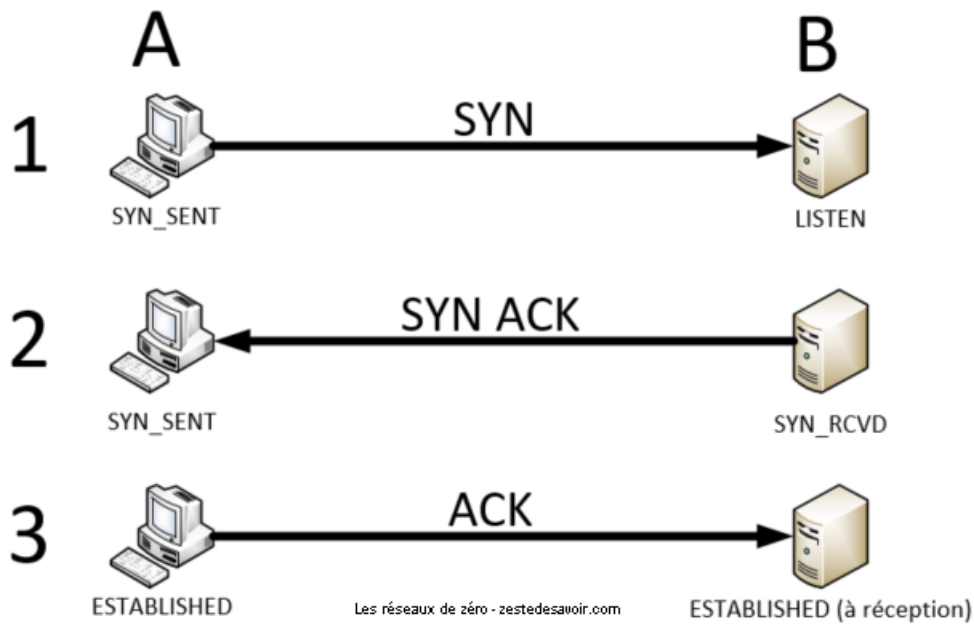 A
B
1
SYN
SYN_SENT
LISTEN
2
SYN ACK
SYN_SENT
SYN_RCVD
3
ACK
ESTABLISHED
Les réseaux de zéro - zestedesavoir.com
ESTABLISHED (à réception)